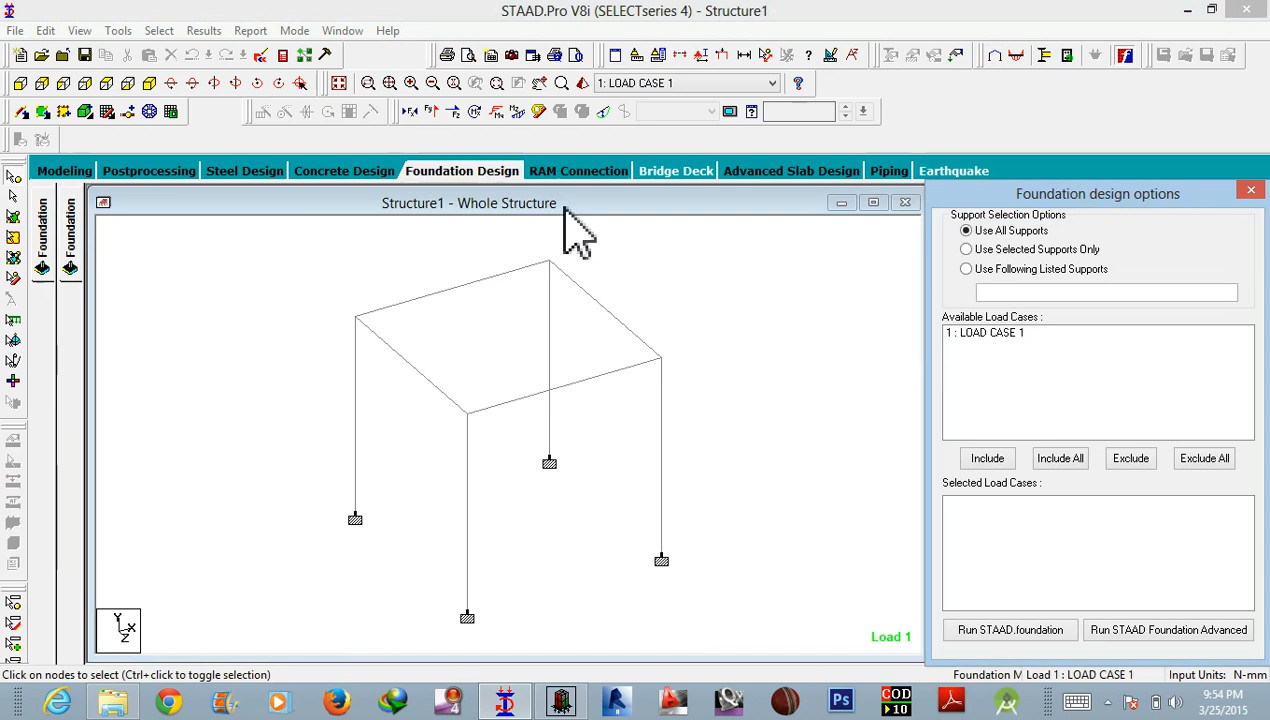 STAAD.Pro V8i (SELECTseries 4) - Structure1
File Edit View Tools Select Results Report Mode Window Help
1: LOAD CASE 1
Modeling Postprocessing Steel Design Concrete Design Foundation Design RAM Connection Bridge Deck Advanced Slab Design Piping Earthquake
Foundation
Foundation
Structure1 - Whole Structure
Y
X
Z
Load 1
Foundation design options
Support Selection Options
Use All Supports
Use Selected Supports Only
Use Following Listed Supports
Available Load Cases :
1 : LOAD CASE 1
Include Include All Exclude Exclude All
Selected Load Cases :
Run STAAD.foundation Run STAAD Foundation Advanced
Click on nodes to select (Ctrl+click to toggle selection)
Foundation M Load 1 : LOAD CASE 1 Input Units: N-mm
COD
10
Ps
9:54 PM
3/25/2015